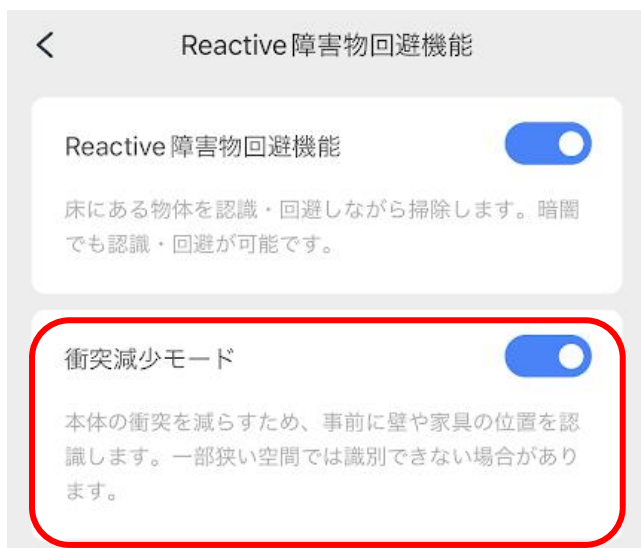 Reactive障害物回避機能
Reactive障害物回避機能
床にある物体を認識・回避しながら掃除します。暗闇
でも認識・回避が可能です。
衝突減少モード
本体の衝突を減らすため、事前に壁や家具の位置を認
識します。一部狭い空間では識別できない場合があり
ます。